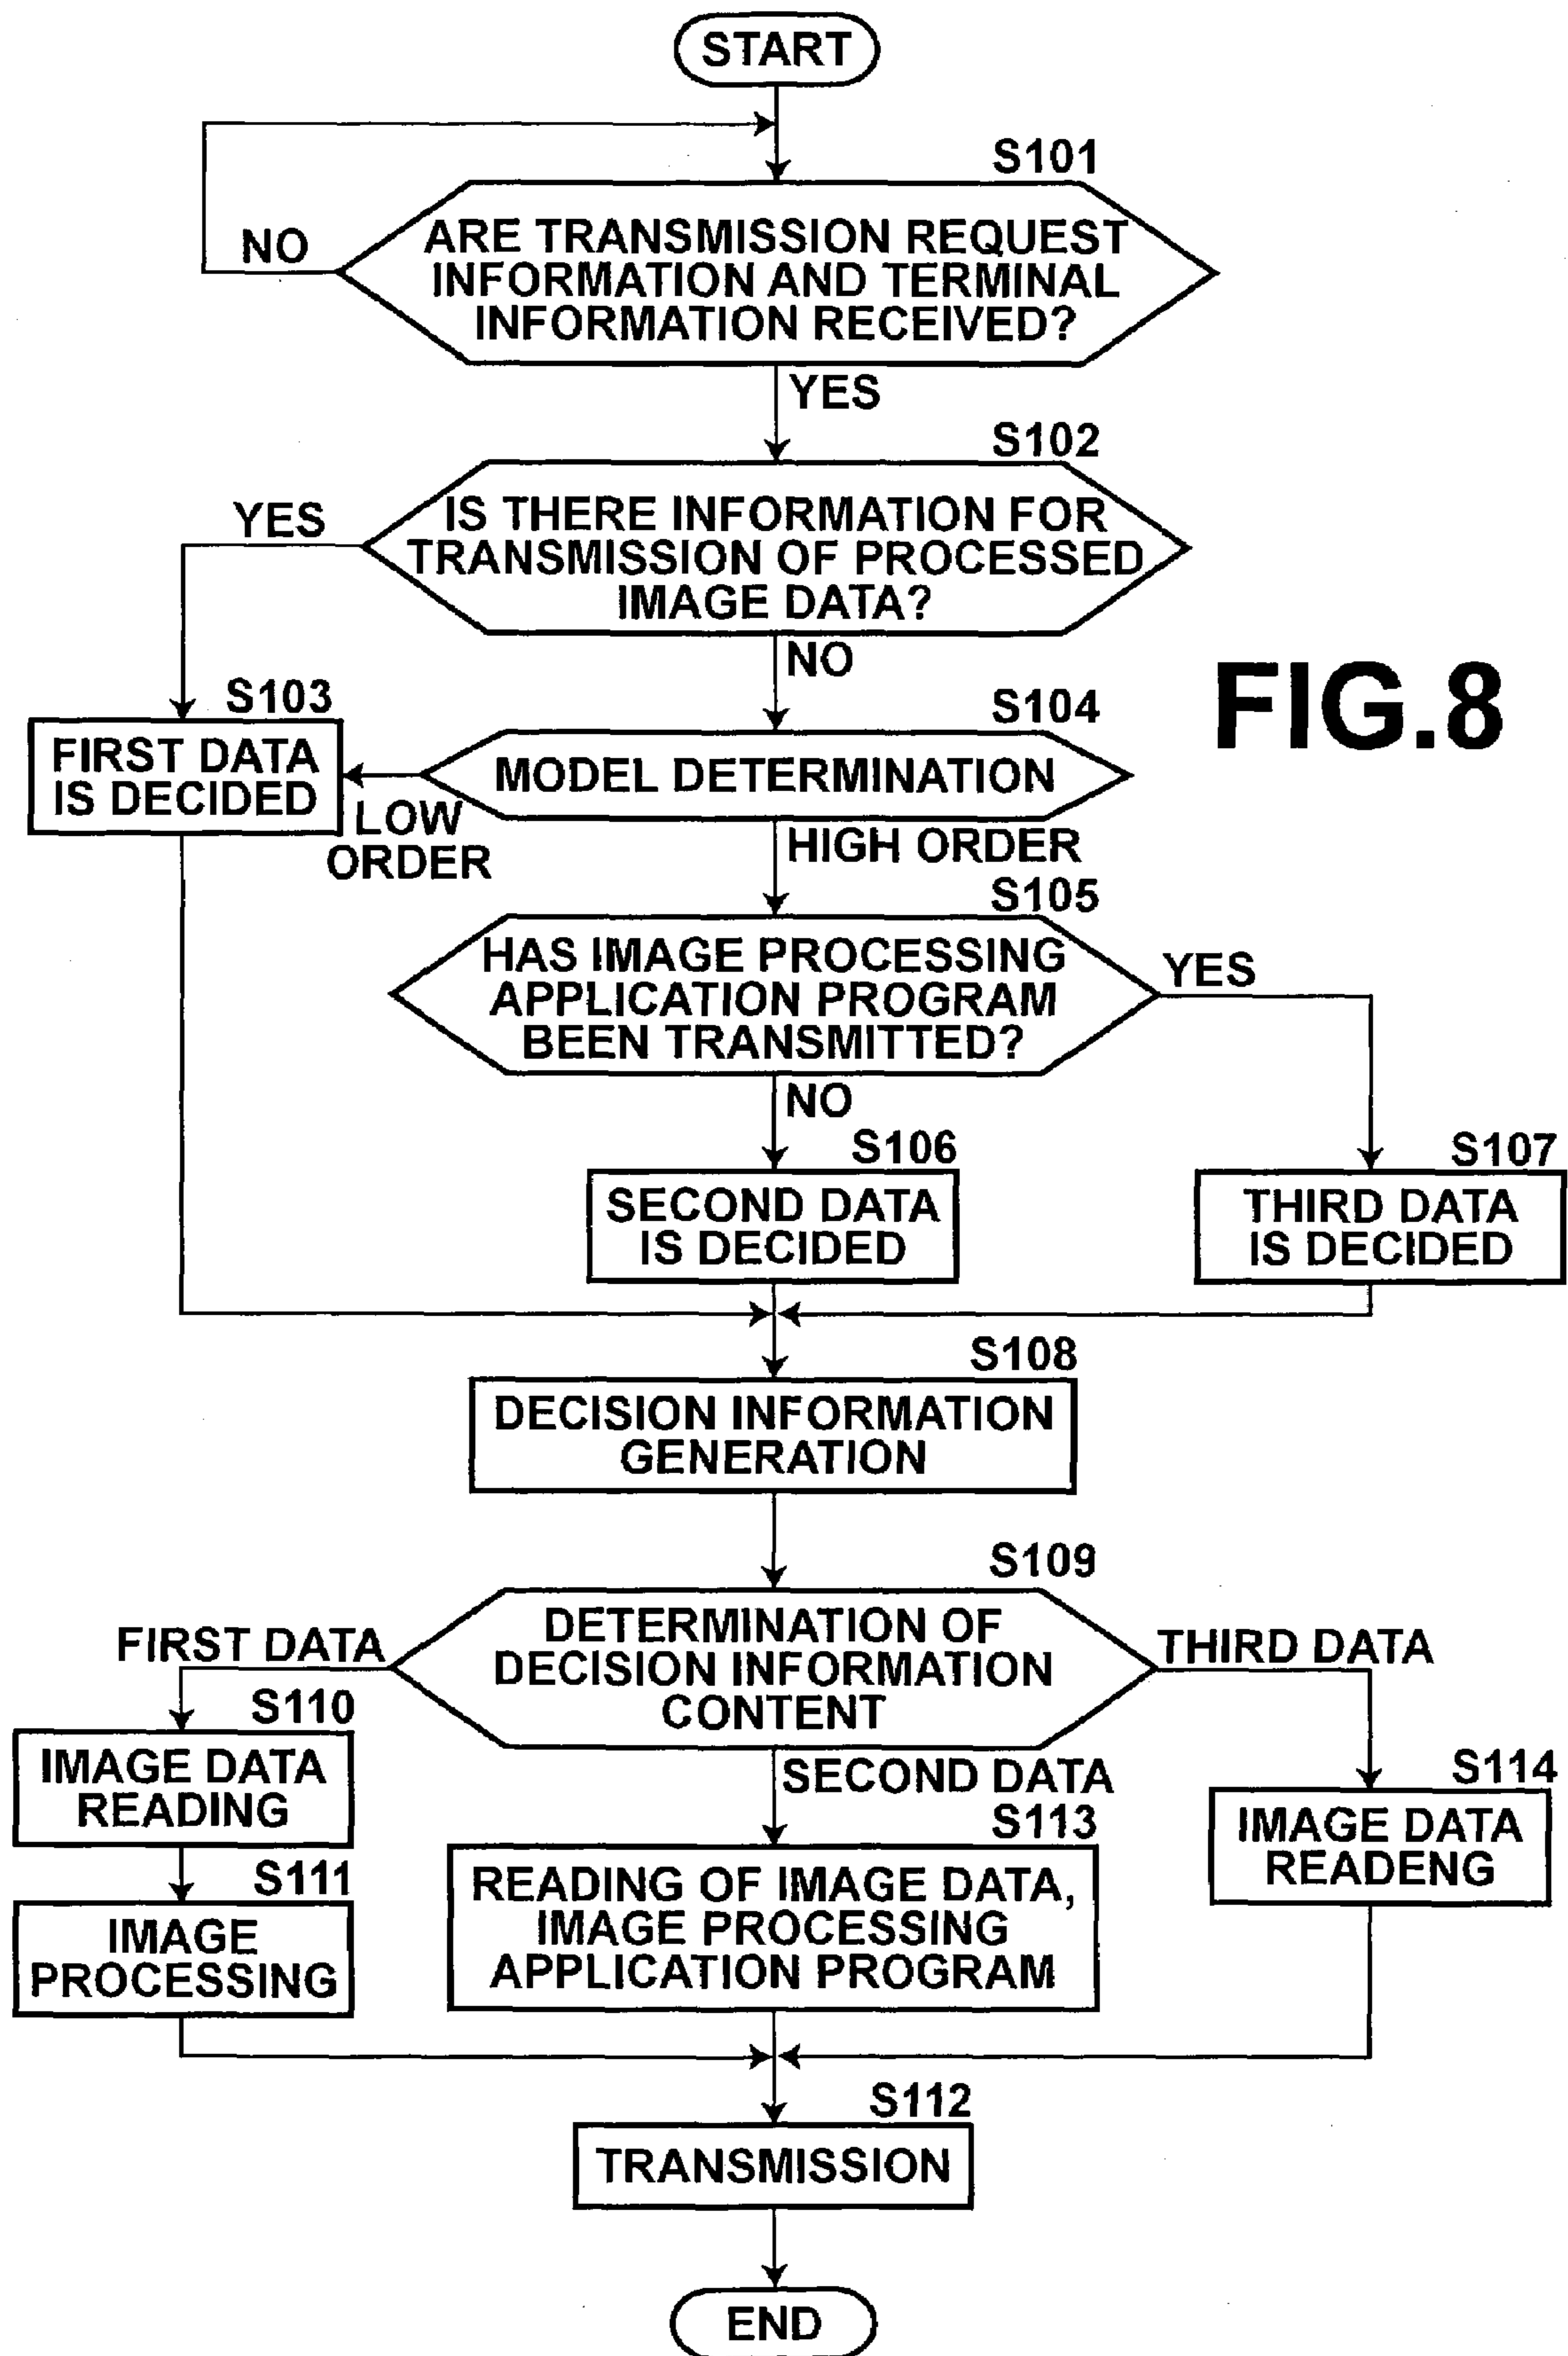 START
S101
NO
ARE TRANSMISSION REQUEST
INFORMATION AND TERMINAL
INFORMATION RECEIVED?
YES
S102
YES
IS THERE INFORMATION FOR
TRANSMISSION OF PROCESSED
IMAGE DATA?
NO
FIG.8
S103
FIRST DATA
IS DECIDED
S104
MODEL DETERMINATION
LOW
ORDER
HIGH ORDER
S105
HAS IMAGE PROCESSING
APPLICATION PROGRAM
BEEN TRANSMITTED?
YES
NO
S106
SECOND DATA
IS DECIDED
S107
THIRD DATA
IS DECIDED
S108
DECISION INFORMATION
GENERATION
S109
DETERMINATION OF
DECISION INFORMATION
CONTENT
FIRST DATA
THIRD DATA
S110
IMAGE DATA
READING
SECOND DATA
S113
READING OF IMAGE DATA,
IMAGE PROCESSING
APPLICATION PROGRAM
S114
IMAGE DATA
READENG
S111
IMAGE
PROCESSING
S112
TRANSMISSION
END